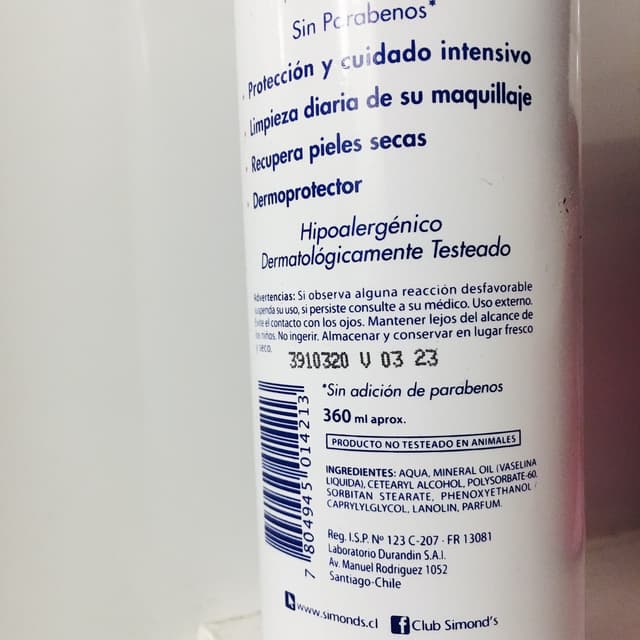 Sin Parabenos*
· Protección y cuidado intensivo
· Limpieza diaria de su maquillaje
· Recupera pieles secas
· Dermoprotector
Hipoalergénico
Dermatológicamente Testeado
Advertencias: Si observa alguna reacción desfavorable
suspenda su uso, si persiste consulte a su médico. Uso externo.
Evite el contacto con los ojos. Mantener lejos del alcance de
los niños. No ingerir. Almacenar y conservar en lugar fresco
y seco.
3910320 V 03 23
*Sin adición de parabenos
360 ml aprox.
PRODUCTO NO TESTEADO EN ANIMALES
INGREDIENTES: AQUA, MINERAL OIL (VASELINA
LIQUIDA), CETEARYL ALCOHOL, POLYSORBATE-60,
SORBITAN STEARATE, PHENOXYETHANOL
CAPRYLYLGLYCOL, LANOLIN, PARFUM.
Reg. I.S.P. Nº 123 C-207 - FR 13081
Laboratorio Durandin S.A.I.
Av. Manuel Rodriguez 1052
Santiago-Chile
7 804945 014213
www.simonds.cl
Club Simond's